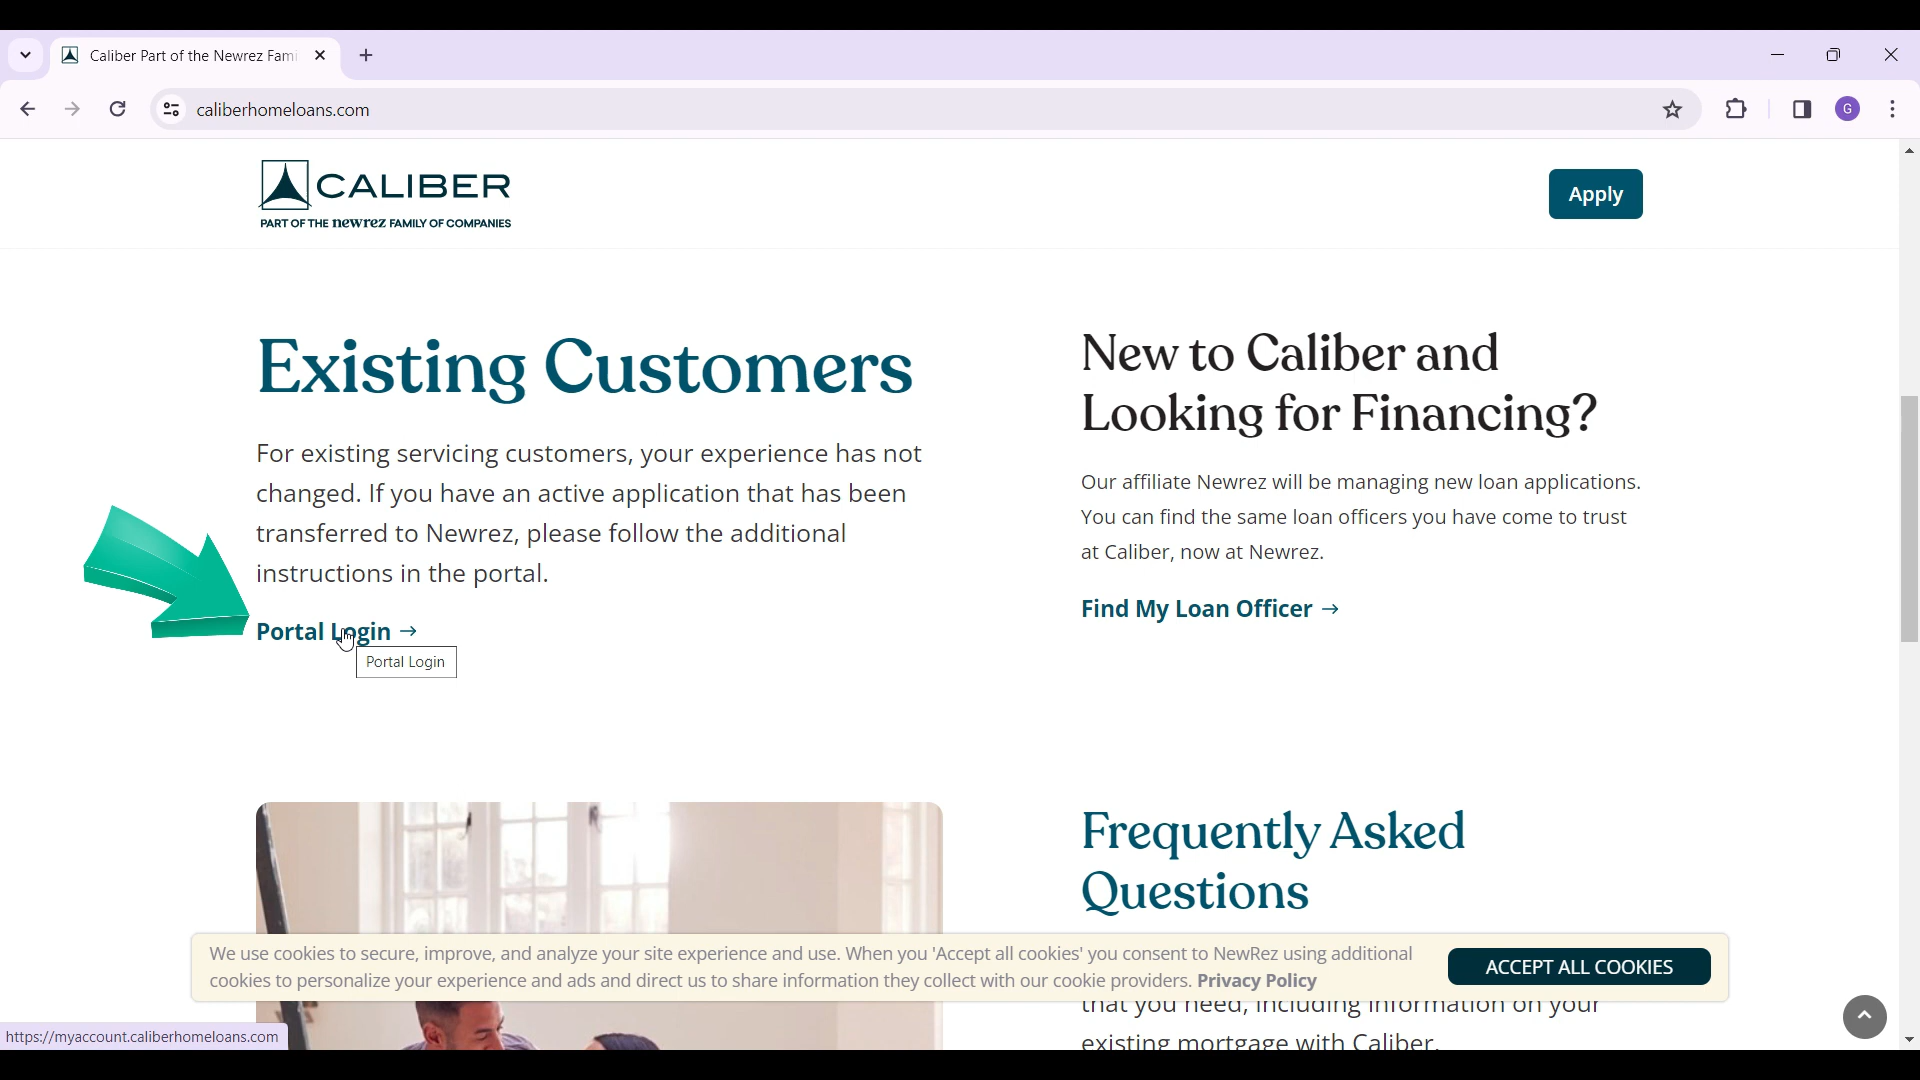 Caliber Part of the Newrez Fami
caliberhomeloans.com
G
CALIBER
PART OF THE newrez FAMILY OF COMPANIES
Apply
Existing Customers
For existing servicing customers, your experience has not
changed. If you have an active application that has been
transferred to Newrez, please follow the additional
instructions in the portal.
Portal Login →
Portal Login
New to Caliber and
Looking for Financing?
Our affiliate Newrez will be managing new loan applications.
You can find the same loan officers you have come to trust
at Caliber, now at Newrez.
Find My Loan Officer →
Frequently Asked
Questions
that you need, including information on your
existing mortgage with Caliber.
We use cookies to secure, improve, and analyze your site experience and use. When you 'Accept all cookies' you consent to NewRez using additional
cookies to personalize your experience and ads and direct us to share information they collect with our cookie providers. Privacy Policy
ACCEPT ALL COOKIES
https://myaccount.caliberhomeloans.com